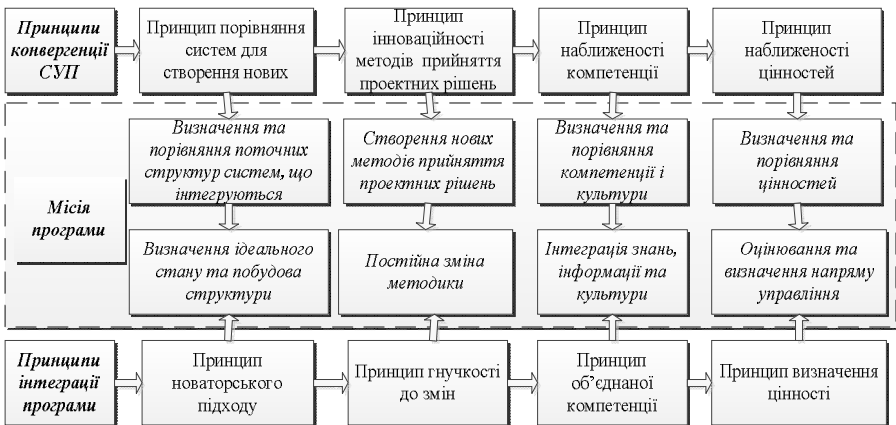 Принципи
конвергенції
СУП
Принцип порівняння
систем для
створення нових
Принцип
інноваційності
методів прийняття
проектних рішень
Принцип
наближеності
компетенції
Принцип
наближеності
цінностей
Місія
програми
Визначення та
порівняння поточних
структур систем, що
інтегруються
Створення нових
методів прийняття
проектних рішень
Визначення та
порівняння
компетенції і
культури
Визначення та
порівняння
цінностей
Визначення ідеального
стану та побудова
структури
Постійна зміна
методики
Інтеграція знань,
інформації та
культури
Оцінювання та
визначення напряму
управління
Принципи
інтеграції
програми
Принцип
новаторського
підходу
Принцип гнучкості
до змін
Принцип
об’єднаної
компетенції
Принцип визначення
цінності